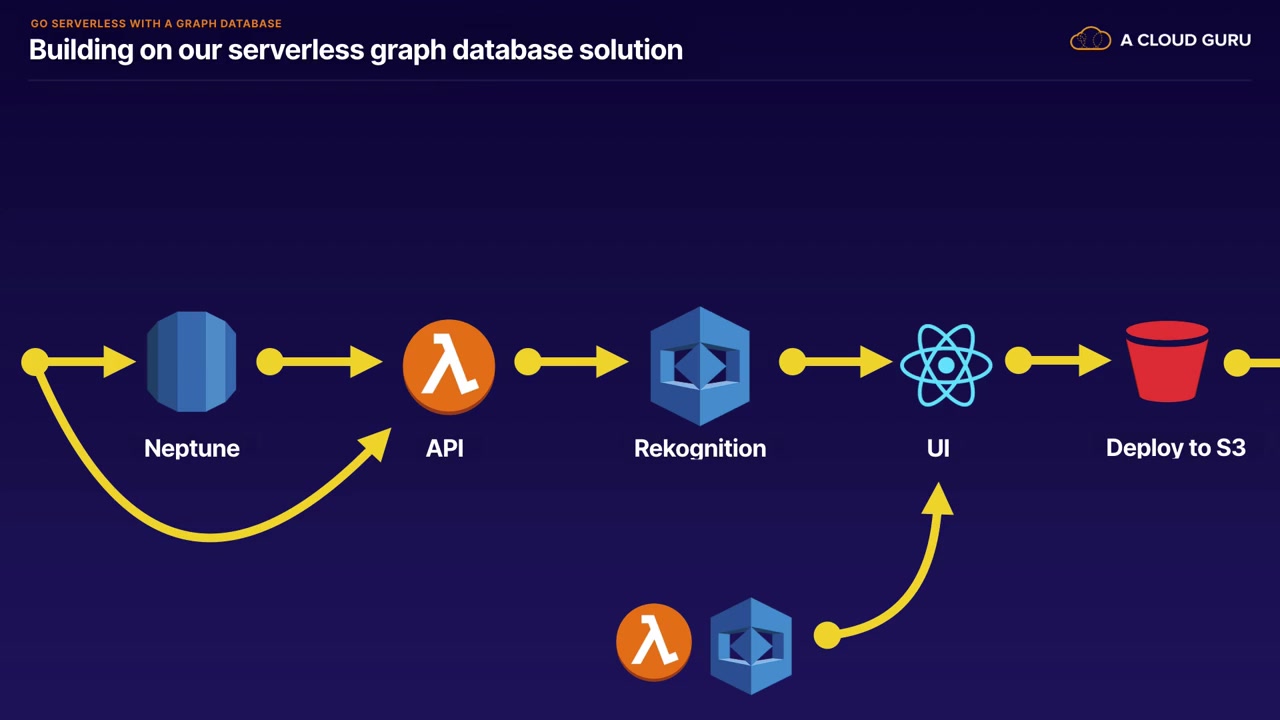 GO SERVERLESS WITH A GRAPH DATABASE
Building on our serverless graph database solution
A CLOUD GURU
Neptune
API
Rekognition
UI
Deploy to S3